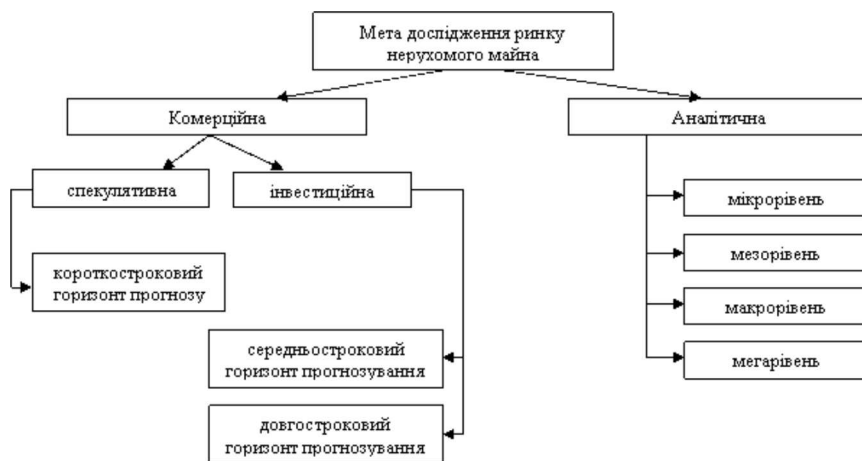 Мета дослідження ринку
нерухомого майна
Комерційна
Аналітична
спекулятивна
інвестиційна
мікрорівень
мезорівень
короткостроковий
горизонт прогнозу
макрорівень
середньостроковий
горизонт прогнозування
мегарівень
довгостроковий
горизонт прогнозування